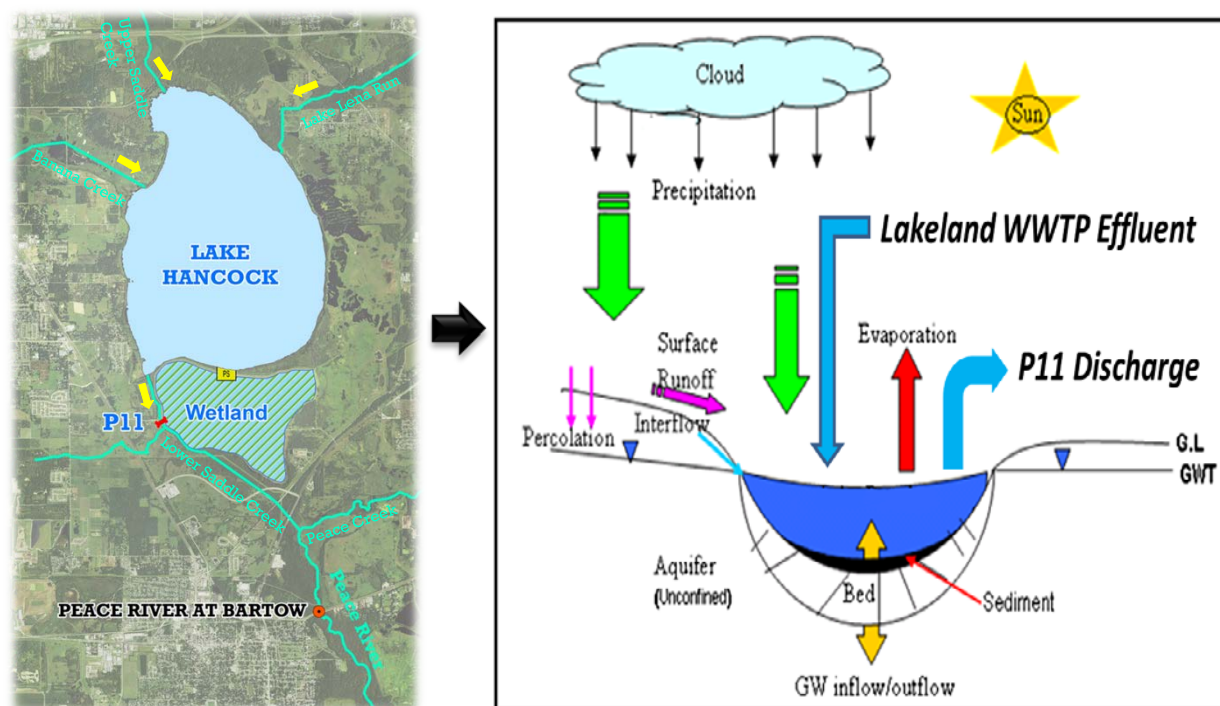 Upper Saddle
Creek
Lake Lena Run
Banana Creek
LAKE
HANCOCK
PS
Wetland
P11
Lower Saddle Creek
Peace Creek
PEACE RIVER AT BARTOW
Peace River
Cloud
Sun
Precipitation
Lakeland WWTP Effluent
Surface
Runoff
Evaporation
P11 Discharge
Percolation
Interflow
G.L
GWT
Aquifer
(Unconfined)
Bed
Sediment
GW inflow/outflow